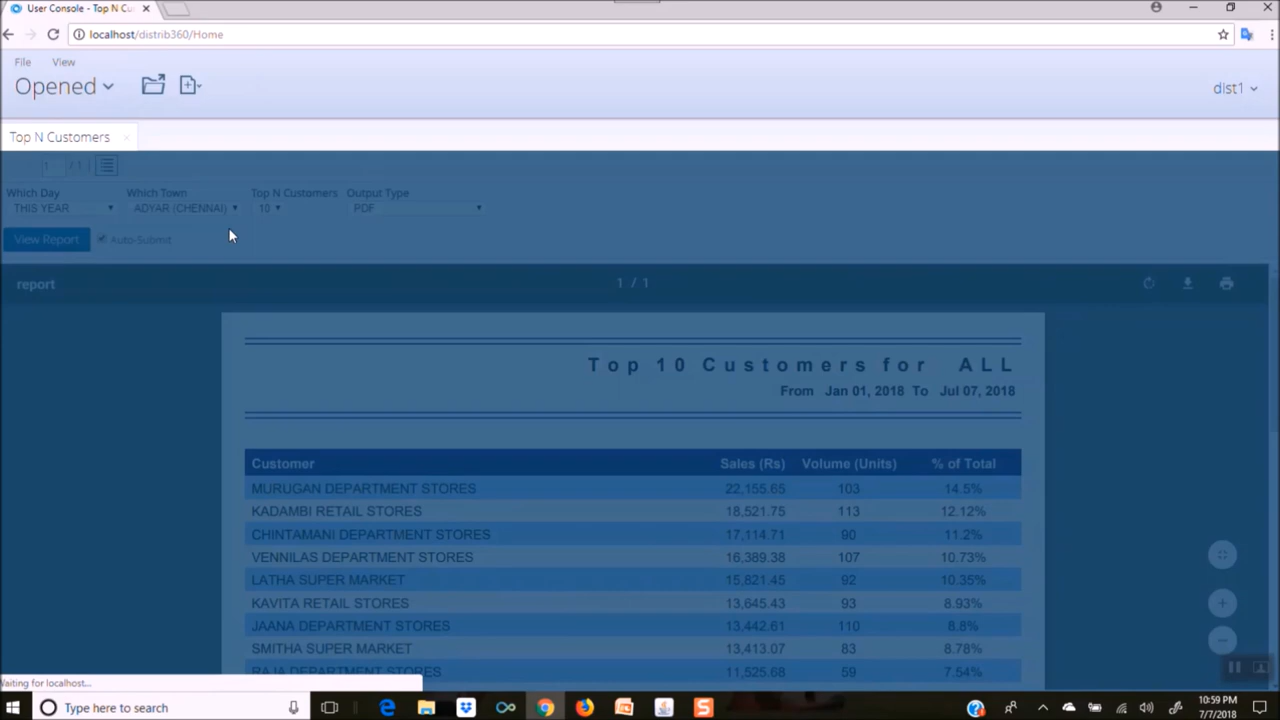 User Console - Top N Cu
localhost/distrib360/Home
File View
Opened
dist1
Top N Customers
1 / 1
Which Day Which Town Top N Customers Output Type
THIS YEAR ADYAR (CHENNAI) 10 PDF
View Report Auto-Submit
report 1 / 1
Top 10 Customers for ALL
From Jan 01, 2018 To Jul 07, 2018
Customer Sales (Rs) Volume (Units) % of Total
MURUGAN DEPARTMENT STORES 22,155.65 103 14.5%
KADAMBI RETAIL STORES 18,521.75 113 12.12%
CHINTAMANI DEPARTMENT STORES 17,114.71 90 11.2%
VENNILAS DEPARTMENT STORES 16,389.38 107 10.73%
LATHA SUPER MARKET 15,821.45 92 10.35%
KAVITA RETAIL STORES 13,645.43 93 8.93%
JAANA DEPARTMENT STORES 13,442.61 110 8.8%
SMITHA SUPER MARKET 13,413.07 83 8.78%
RAJA DEPARTMENT STORES 11,525.68 59 7.54%
Waiting for localhost...
Type here to search
10:59 PM
7/7/2018